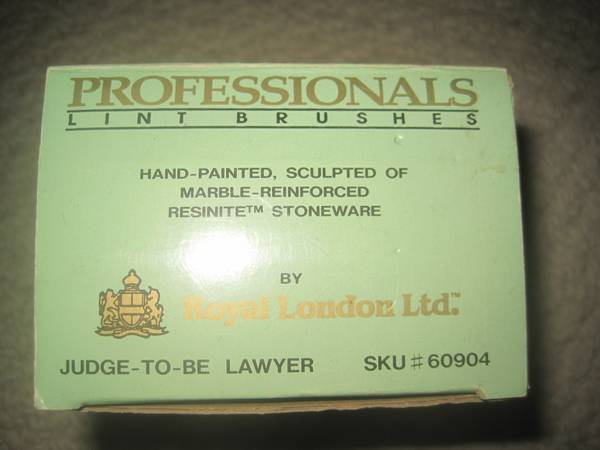 PROFESSIONALS
LINT BRUSHES
HAND-PAINTED, SCULPTED OF
MARBLE-REINFORCED
RESINITE™ STONEWARE
BY
Royal London Ltd.™
JUDGE-TO-BE LAWYER SKU # 60904